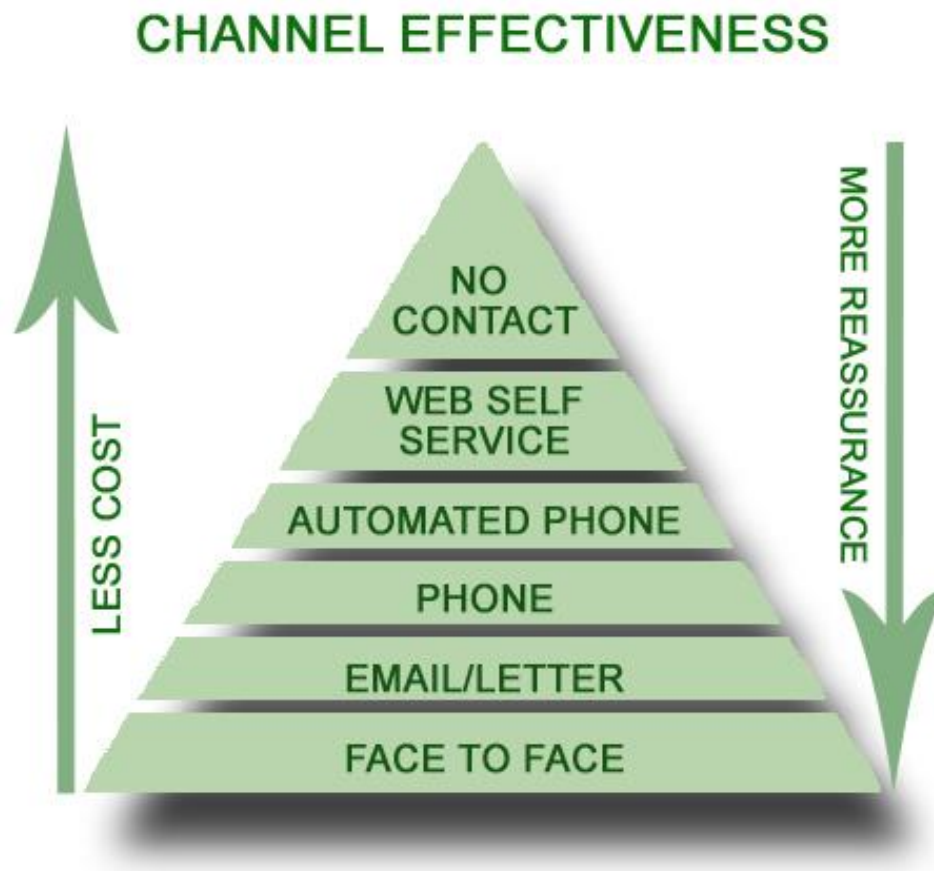 CHANNEL EFFECTIVENESS
LESS COST
MORE REASSURANCE
NO
CONTACT
WEB SELF
SERVICE
AUTOMATED PHONE
PHONE
EMAIL/LETTER
FACE TO FACE